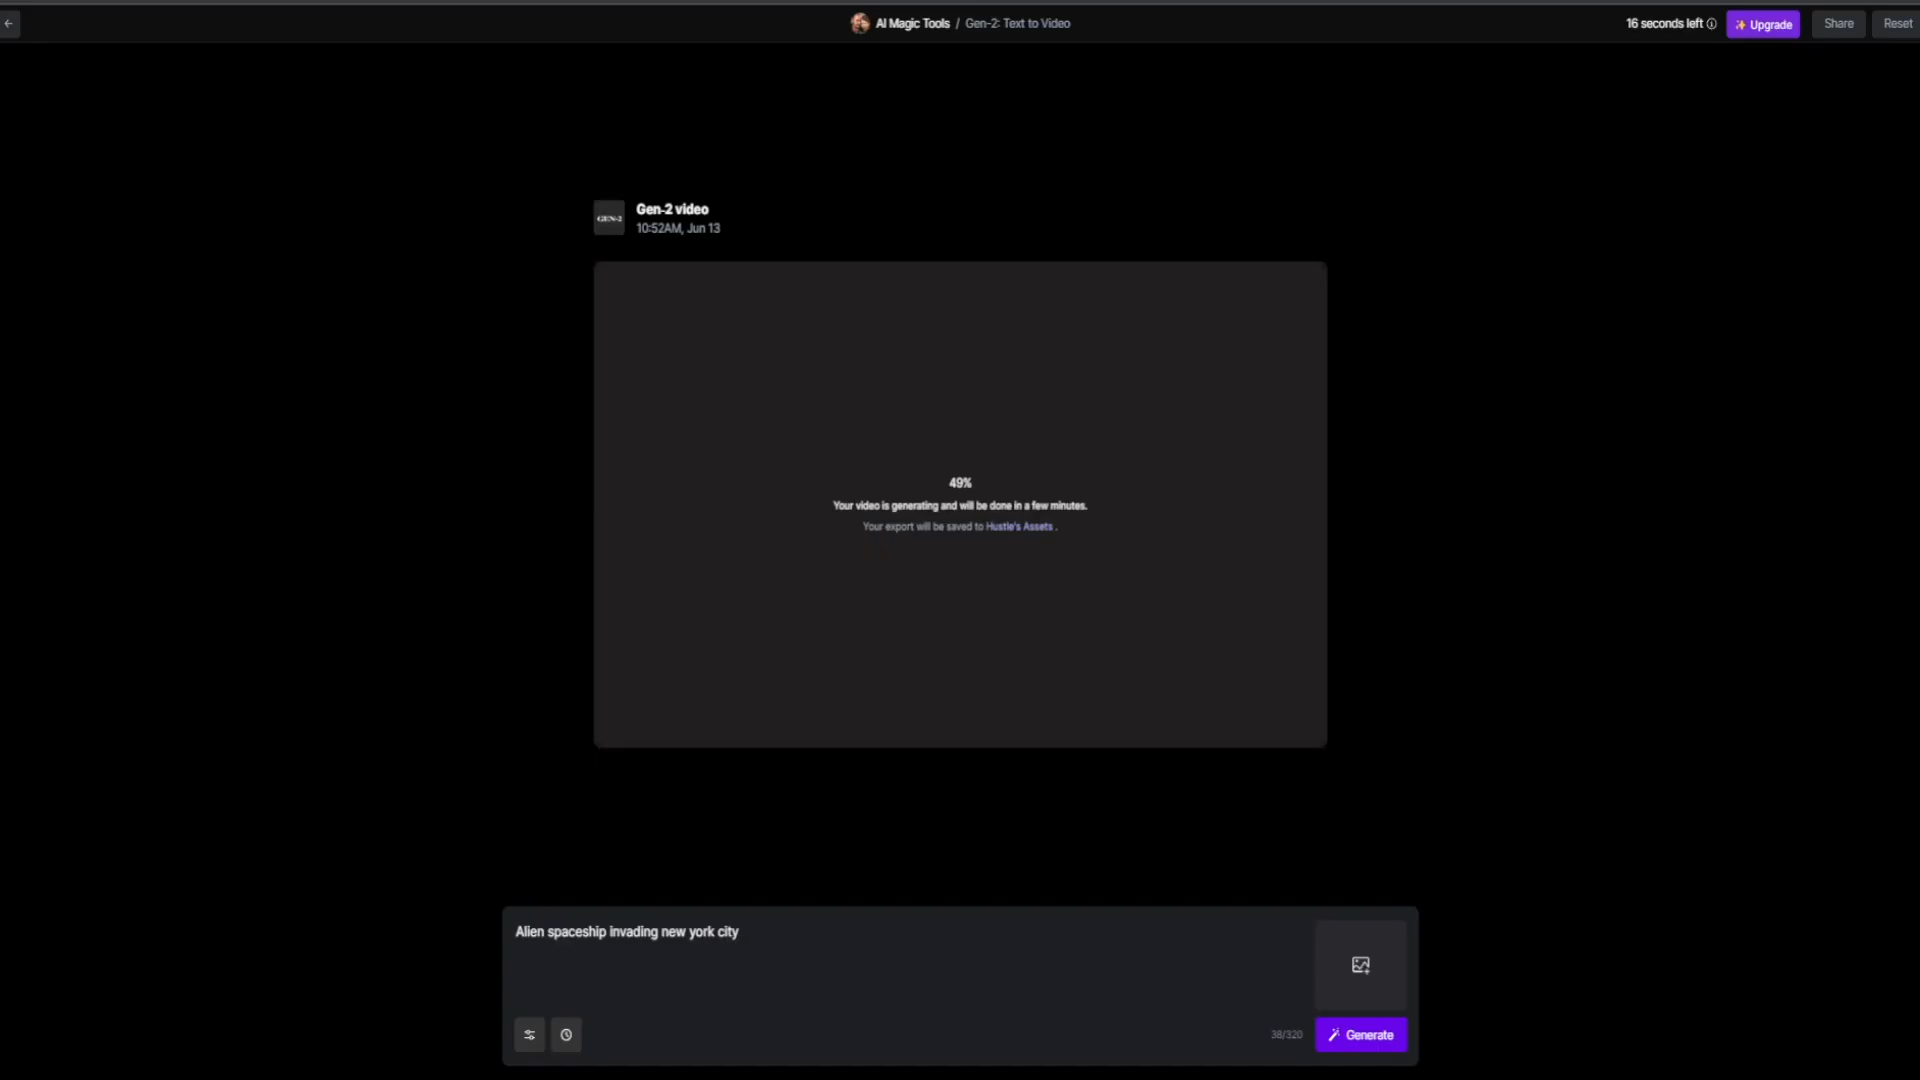 AI Magic Tools / Gen-2: Text to Video
16 seconds left
Upgrade
Share
Reset
GEN-2
Gen-2 video
10:52AM, Jun 13
49%
Your video is generating and will be done in a few minutes.
Your export will be saved to Hustle's Assets .
Alien spaceship invading new york city
38/320
Generate